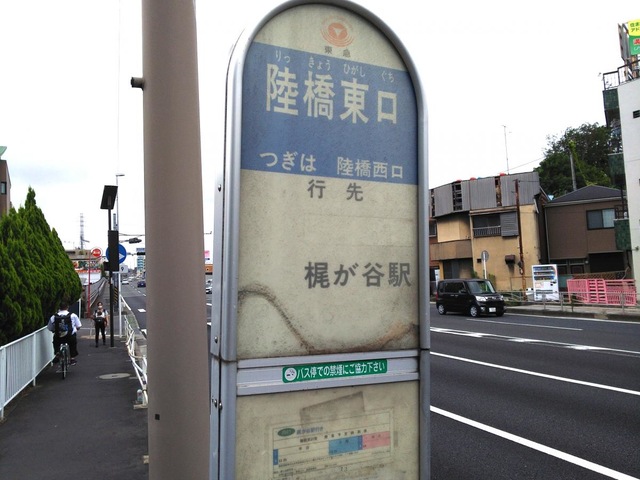 東急
りっ きょう ひがし ぐち
陸橋東口
つぎは 陸橋西口
行先
梶が谷駅
バス停での禁煙にご協力下さい